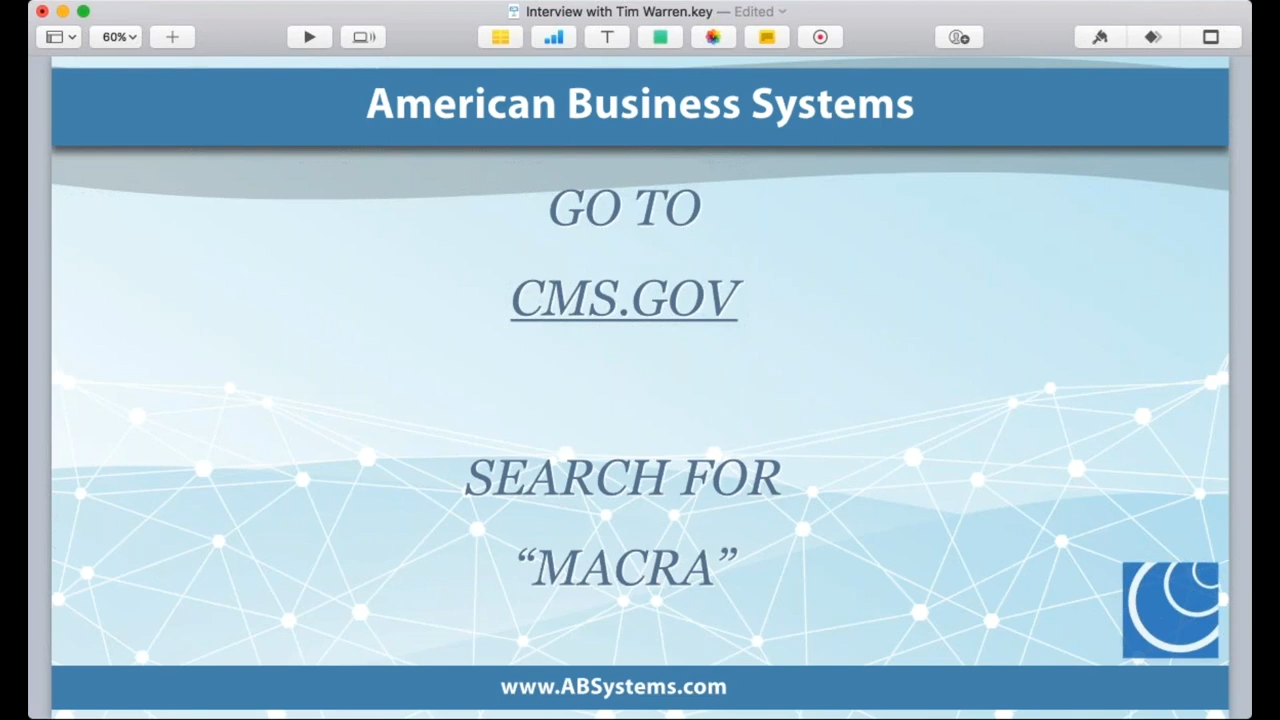 Interview with Tim Warren.key — Edited
60%
American Business Systems
GO TO
CMS.GOV
SEARCH FOR
“MACRA”
www.ABSystems.com